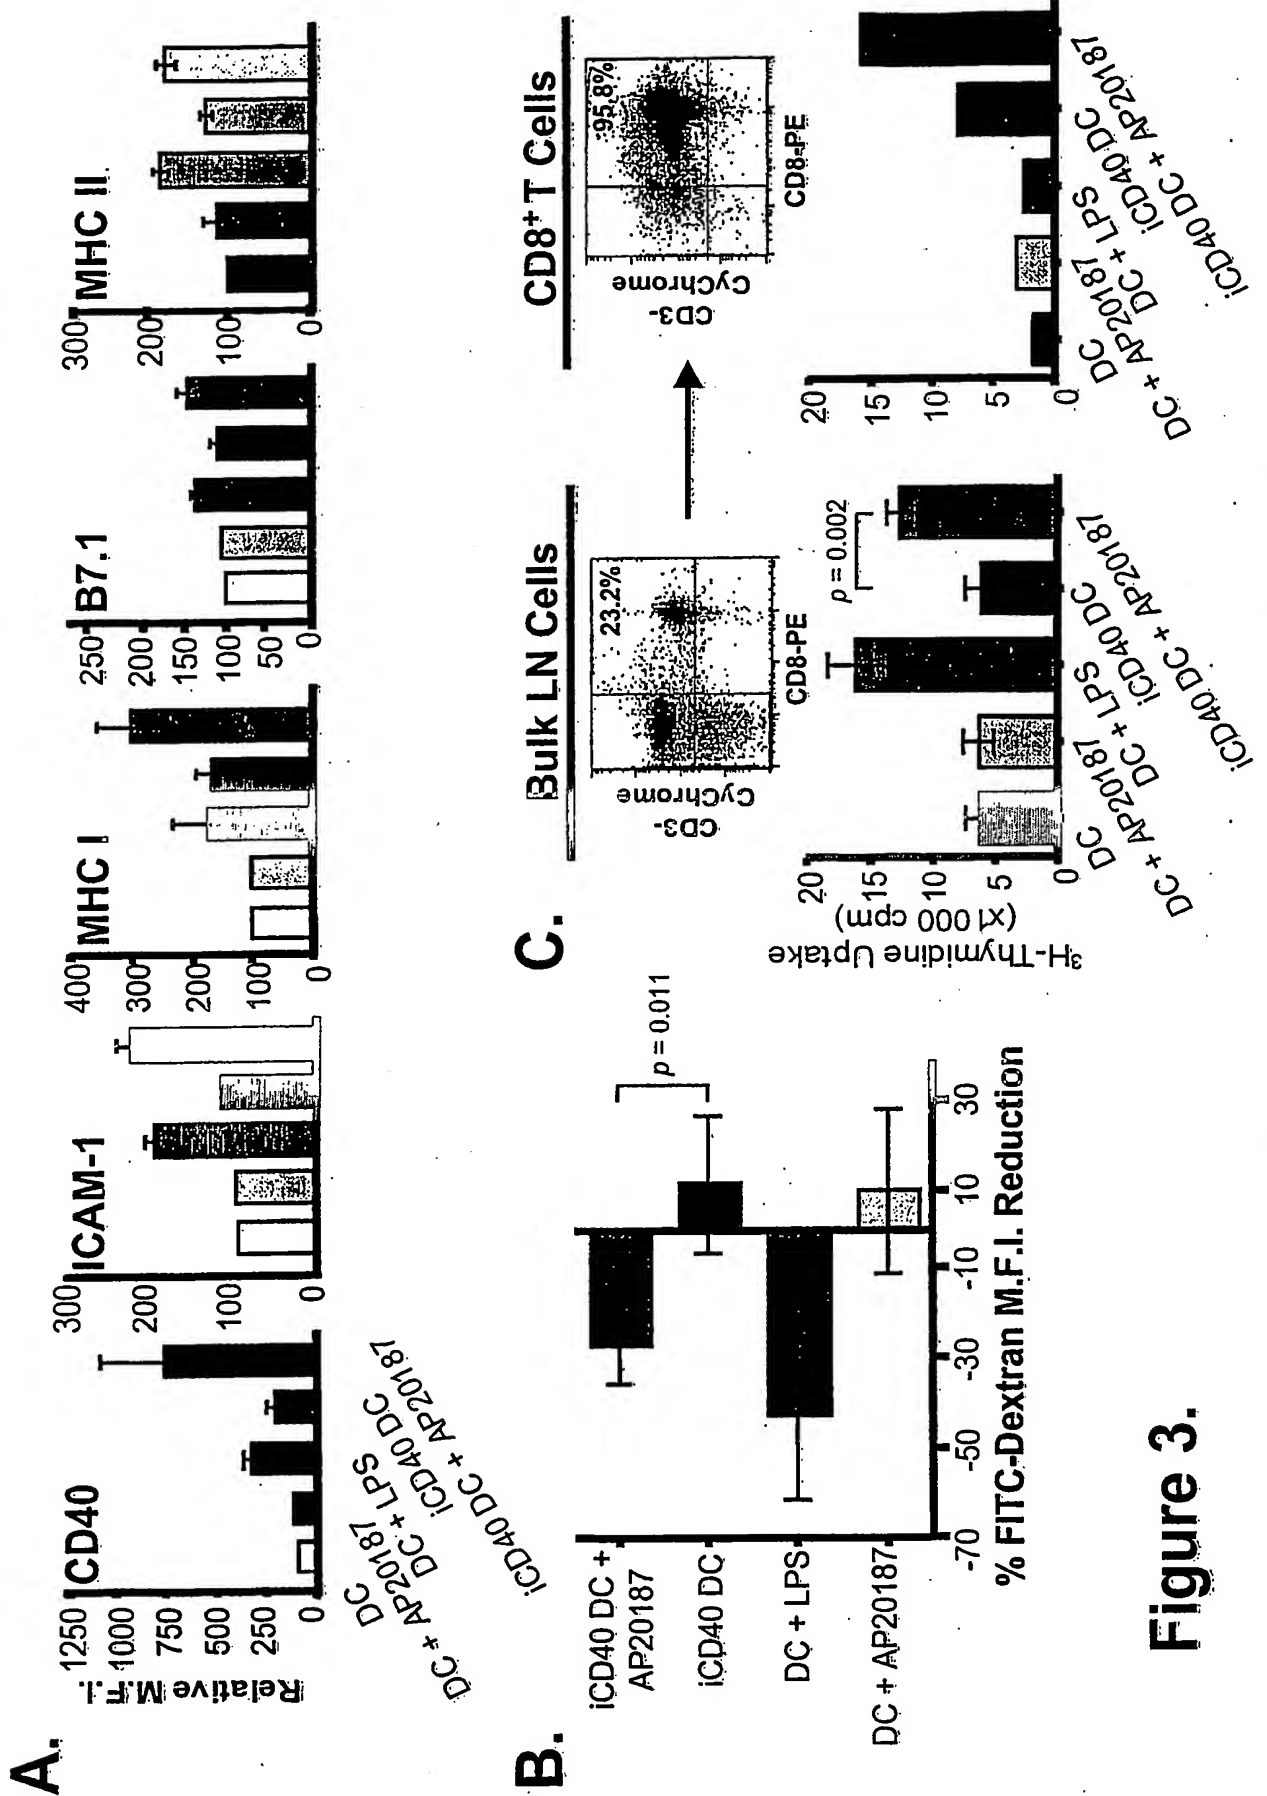 A.
CD40
Relative M.F.I.
1250
1000
750
500
250
0
DC
DC + AP20187
DC + LPS
iCD40 DC
iCD40 DC + AP20187
ICAM-1
300
200
100
0
MHC I
400
300
200
100
0
B7.1
250
200
150
100
50
0
MHC II
300
200
100
0
B.
iCD40 DC +
AP20187
iCD40 DC
DC + LPS
DC + AP20187
p = 0.011
-70
-50
-30
-10
10
30
% FITC-Dextran M.F.I. Reduction
C.
Bulk LN Cells
CD3-
CyChrome
23.2%
CD8-PE
CD8+ T Cells
CD3-
CyChrome
95.8%
CD8-PE
³H-Thymidine Uptake
(x1000 cpm)
20
15
10
5
0
p = 0.002
DC
DC + AP20187
DC + LPS
iCD40 DC
iCD40 DC + AP20187
20
15
10
5
0
DC
DC + AP20187
DC + LPS
iCD40 DC
iCD40 DC + AP20187
Figure 3.